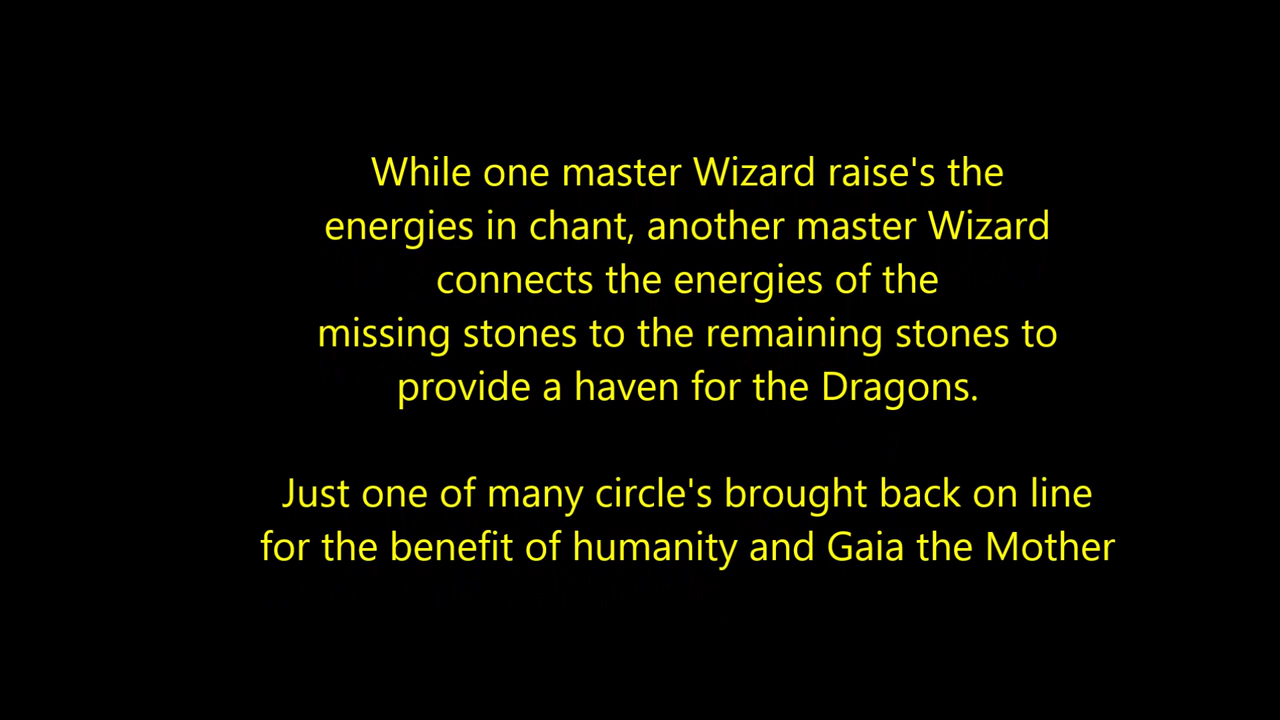 While one master Wizard raise's the
energies in chant, another master Wizard
connects the energies of the
missing stones to the remaining stones to
provide a haven for the Dragons.
Just one of many circle's brought back on line
for the benefit of humanity and Gaia the Mother